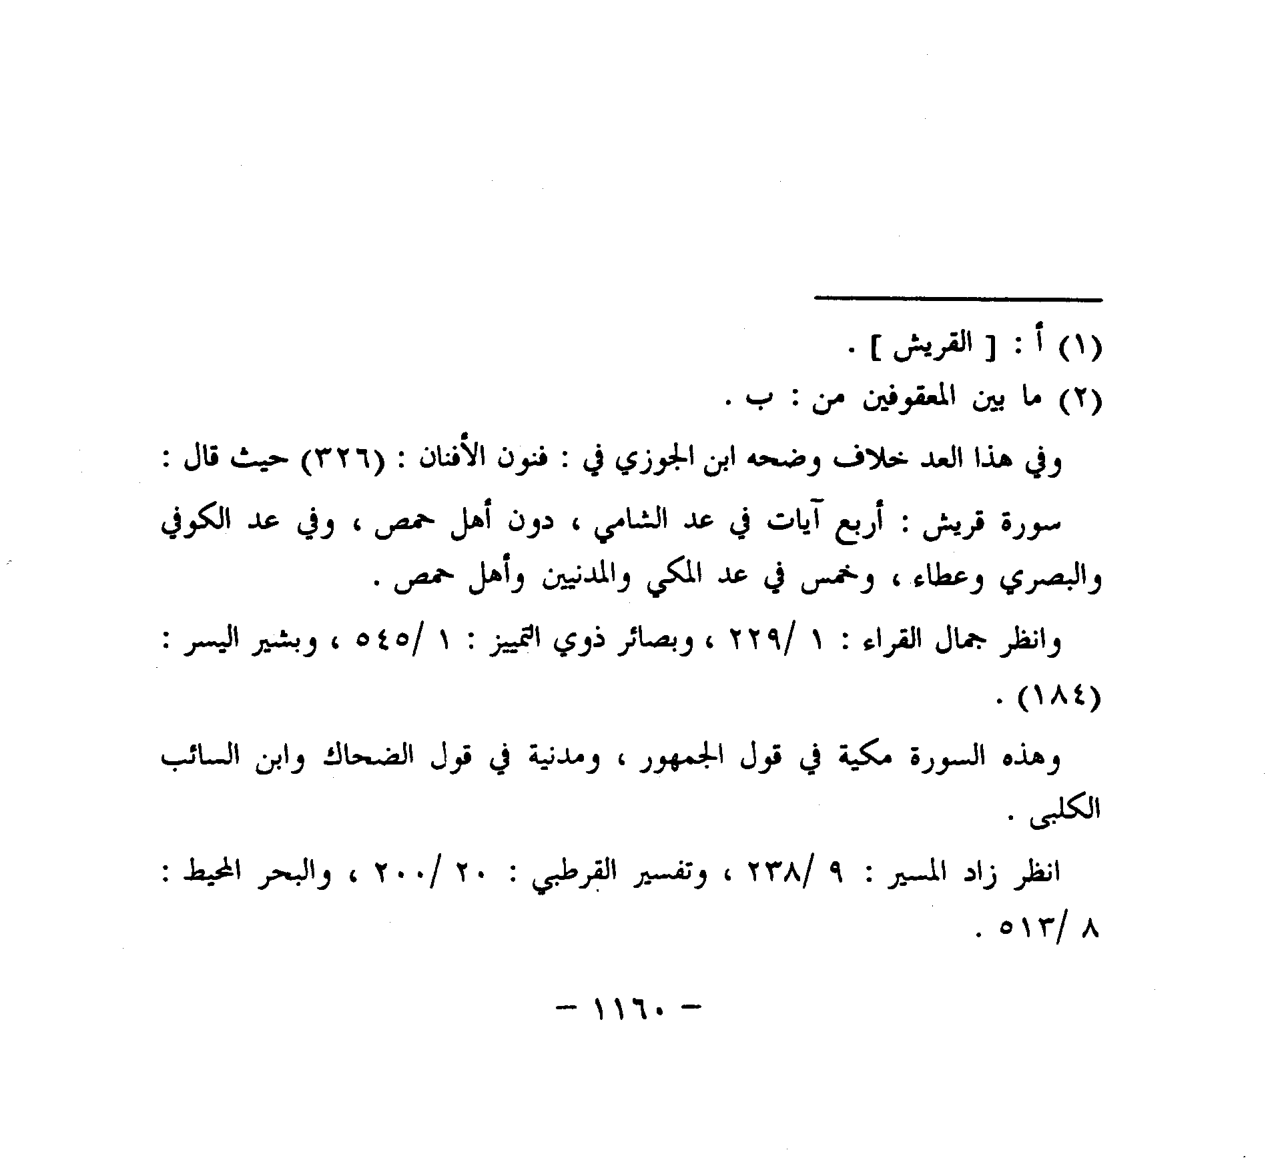 (١) أ : [ القريش ] .
(٢) ما بين المعقوفين من : ب .
وفي هذا العد خلاف وضحه ابن الجوزي في : فنون الأفنان : (٣٢٦) حيث قال :
سورة قريش : أربع آيات في عد الشامي ، دون أهل حمص ، وفي عد الكوفي
والبصري وعطاء ، وخمس في عد المكي والمدنيين وأهل حمص .
وانظر جمال القراء : ١ /٢٢٩ ، وبصائر ذوي التمييز : ١ /٥٤٥ ، وبشير اليسر :
(١٨٤) .
وهذه السورة مكية في قول الجمهور ، ومدنية في قول الضحاك وابن السائب
الكلبى .
انظر زاد المسير : ٩ /٢٣٨ ، وتفسير القرطبي : ٢٠ /٢٠٠ ، والبحر المحيط :
٨ /٥١٣ .
– ١١٦٠ –